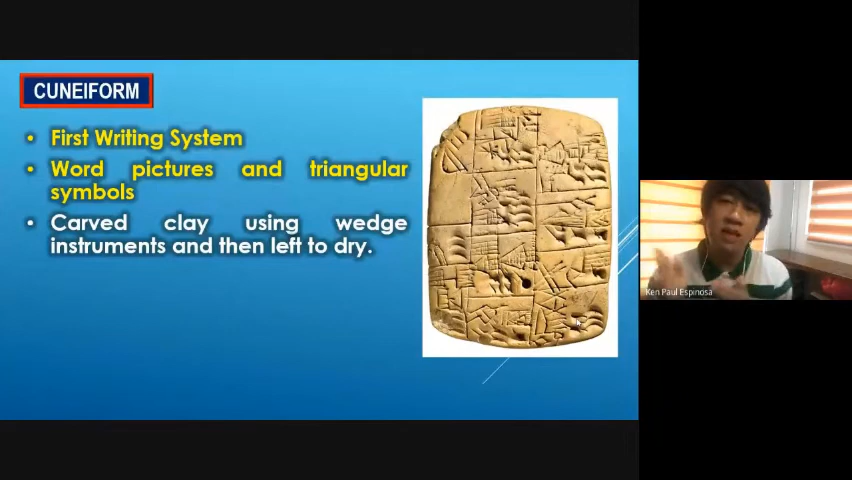 CUNEIFORM
• First Writing System
• Word pictures and triangular
symbols
• Carved clay using wedge
instruments and then left to dry.
Ken Paul Espinosa